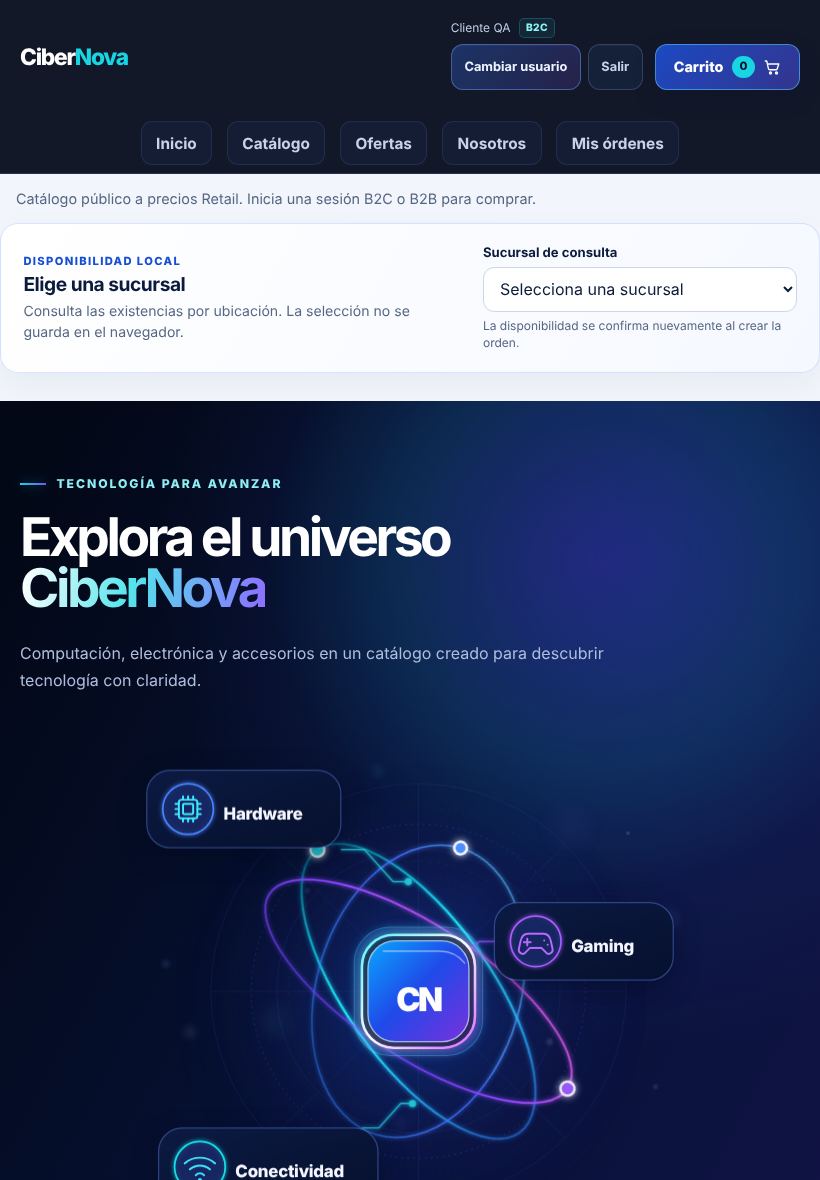 CiberNova
Cliente QA B2C
Cambiar usuario
Salir
Carrito 0
Inicio
Catálogo
Ofertas
Nosotros
Mis órdenes
Catálogo público a precios Retail. Inicia una sesión B2C o B2B para comprar.
DISPONIBILIDAD LOCAL
Elige una sucursal
Consulta las existencias por ubicación. La selección no se
guarda en el navegador.
Sucursal de consulta
Selecciona una sucursal
La disponibilidad se confirma nuevamente al crear la
orden.
TECNOLOGÍA PARA AVANZAR
Explora el universo
CiberNova
Computación, electrónica y accesorios en un catálogo creado para descubrir
tecnología con claridad.
Hardware
Gaming
CN
Conectividad